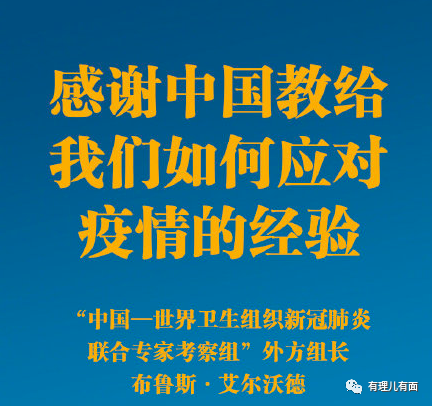 感谢中国教给
我们如何应对
疫情的经验
“中国—世界卫生组织新冠肺炎
联合专家考察组”外方组长
布鲁斯·艾尔沃德
有理儿有面